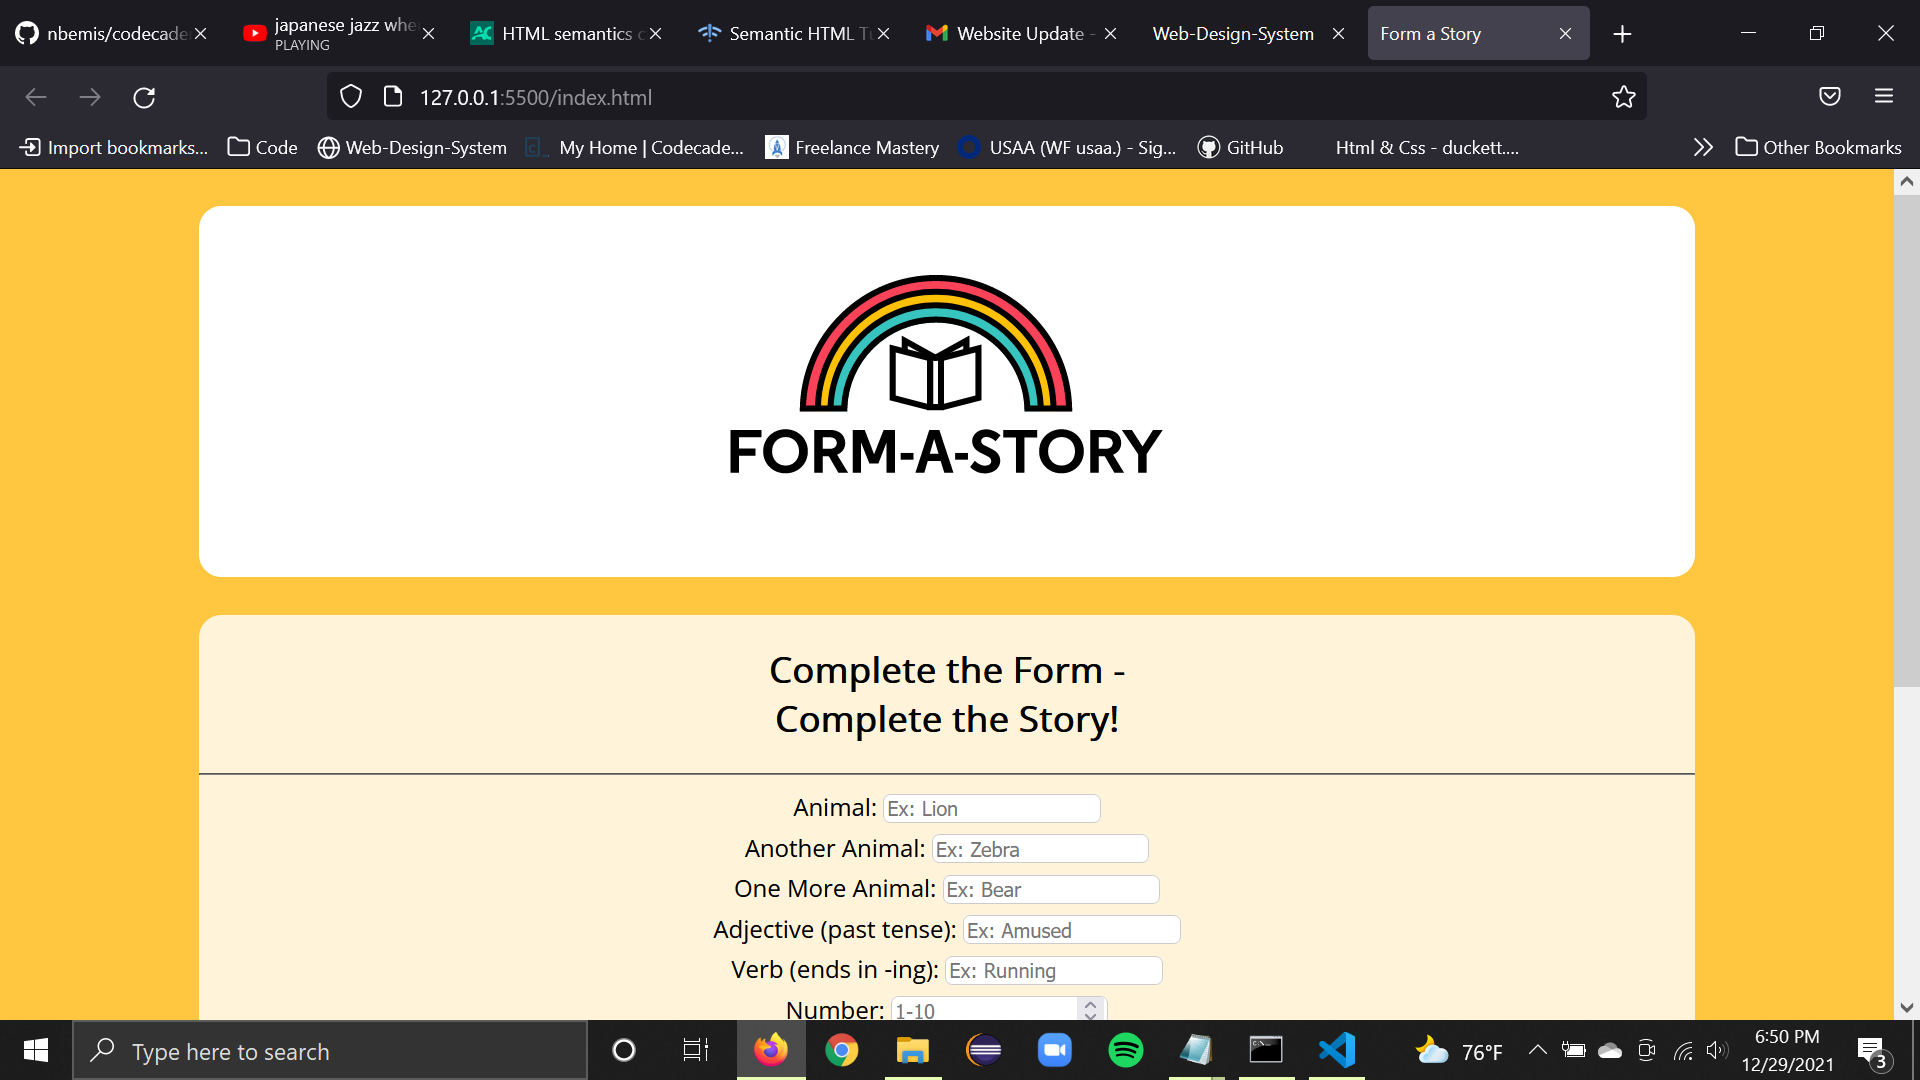 nbemis/codecade
japanese jazz whe
PLAYING
HTML semantics c
Semantic HTML Tu
Website Update -
Web-Design-System
Form a Story
127.0.0.1:5500/index.html
Import bookmarks...
Code
Web-Design-System
My Home | Codecade...
Freelance Mastery
USAA (WF usaa.) - Sig...
GitHub
Html & Css - duckett....
Other Bookmarks
FORM-A-STORY
Complete the Form -
Complete the Story!
Animal: Ex: Lion
Another Animal: Ex: Zebra
One More Animal: Ex: Bear
Adjective (past tense): Ex: Amused
Verb (ends in -ing): Ex: Running
Number: 1-10
Type here to search
76°F
6:50 PM
12/29/2021
3